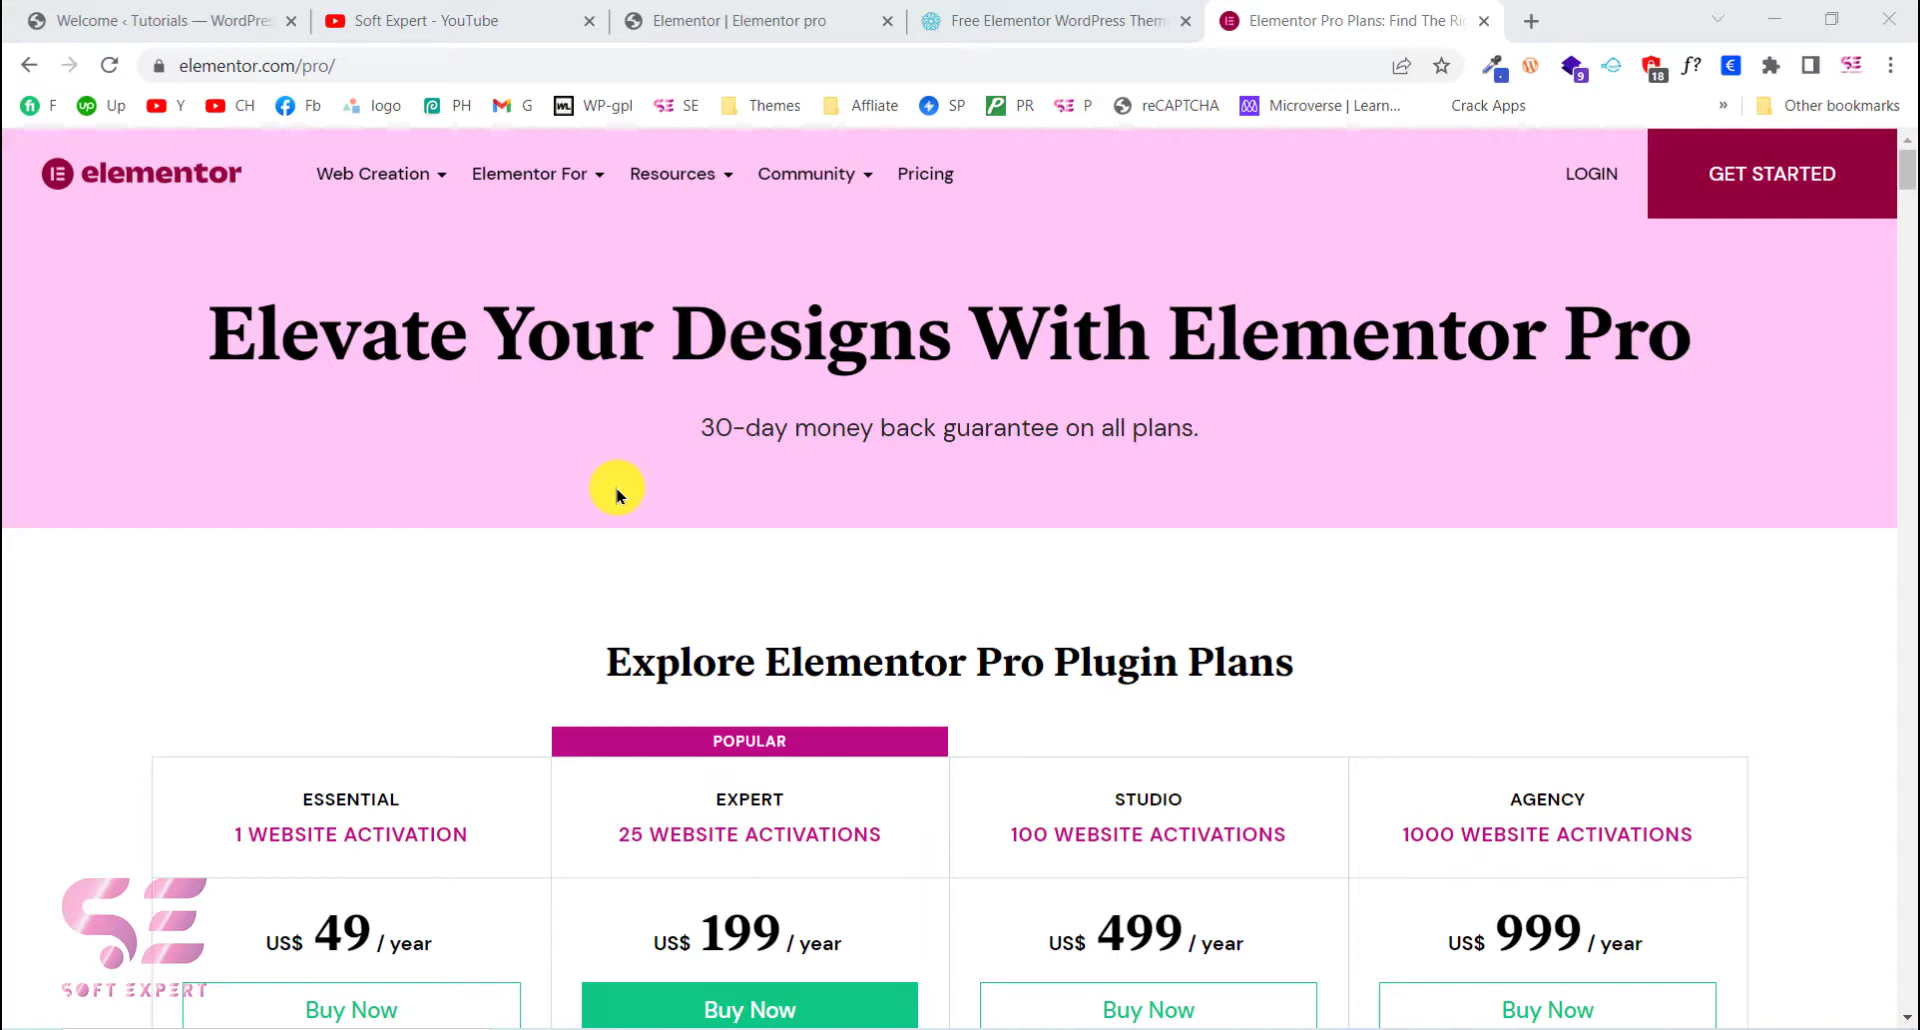 Welcome ‹ Tutorials — WordPres
Soft Expert - YouTube
Elementor | Elementor pro
Free Elementor WordPress Them
Elementor Pro Plans: Find The Ri
elementor.com/pro/
9
18
f?
F
Up
Y
CH
Fb
logo
PH
G
WP-gpl
SE
Themes
Affliate
SP
PR
P
reCAPTCHA
Microverse | Learn...
Crack Apps
»
Other bookmarks
elementor
Web Creation
Elementor For
Resources
Community
Pricing
LOGIN
GET STARTED
Elevate Your Designs With Elementor Pro
30-day money back guarantee on all plans.
Explore Elementor Pro Plugin Plans
POPULAR
ESSENTIAL
1 WEBSITE ACTIVATION
EXPERT
25 WEBSITE ACTIVATIONS
STUDIO
100 WEBSITE ACTIVATIONS
AGENCY
1000 WEBSITE ACTIVATIONS
US$ 49 / year
US$ 199 / year
US$ 499 / year
US$ 999 / year
Buy Now
Buy Now
Buy Now
Buy Now
SE
SOFT EXPERT